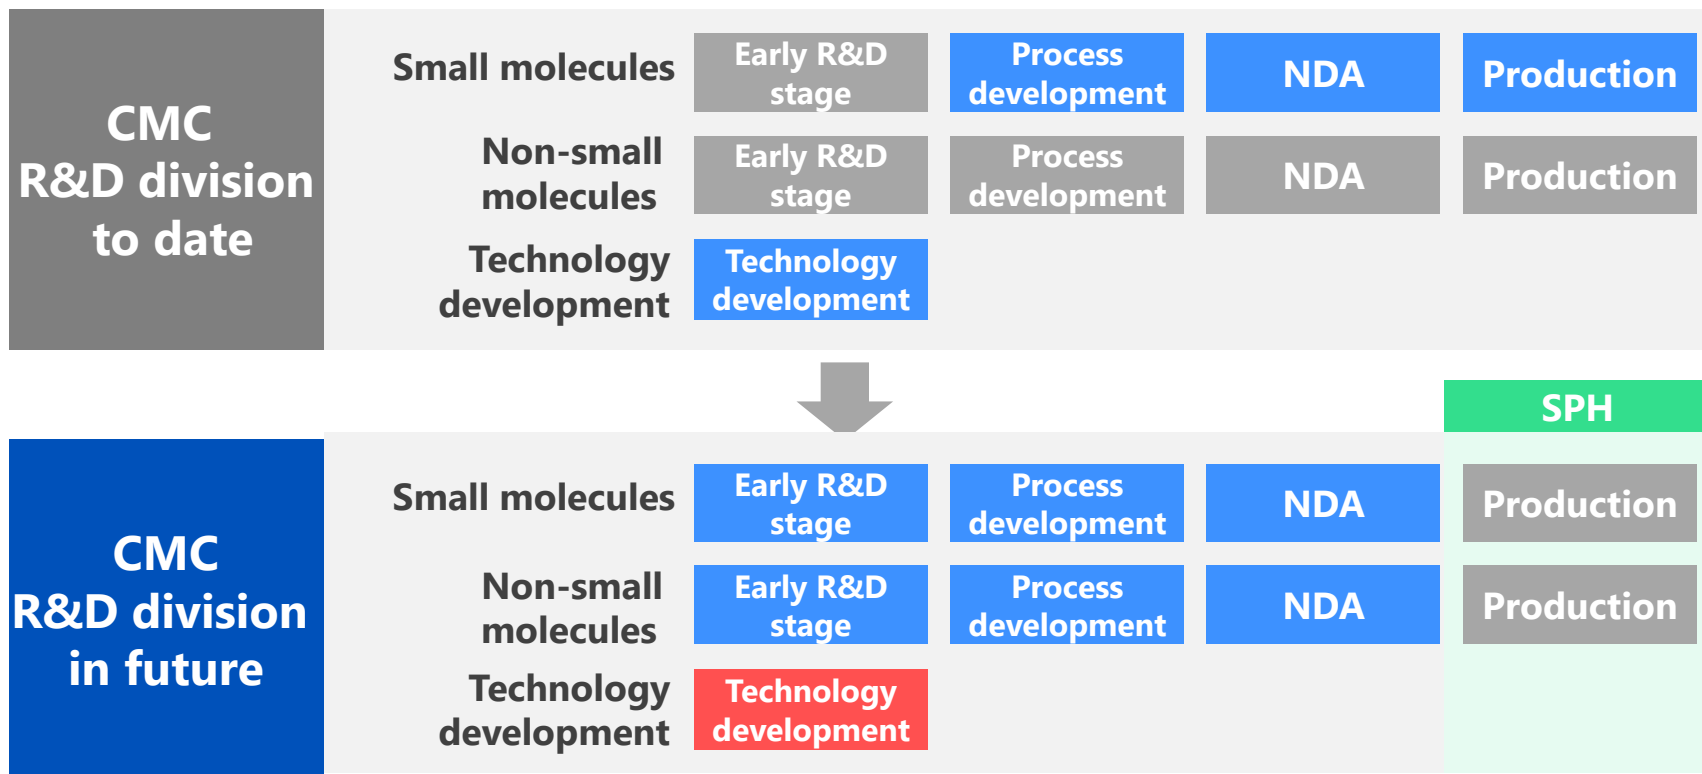 CMC
R&D division
to date
Small molecules
Early R&D
stage
Process
development
NDA
Production
Non-small
molecules
Early R&D
stage
Process
development
NDA
Production
Technology
development
Technology
development
SPH
CMC
R&D division
in future
Small molecules
Early R&D
stage
Process
development
NDA
Production
Non-small
molecules
Early R&D
stage
Process
development
NDA
Production
Technology
development
Technology
development